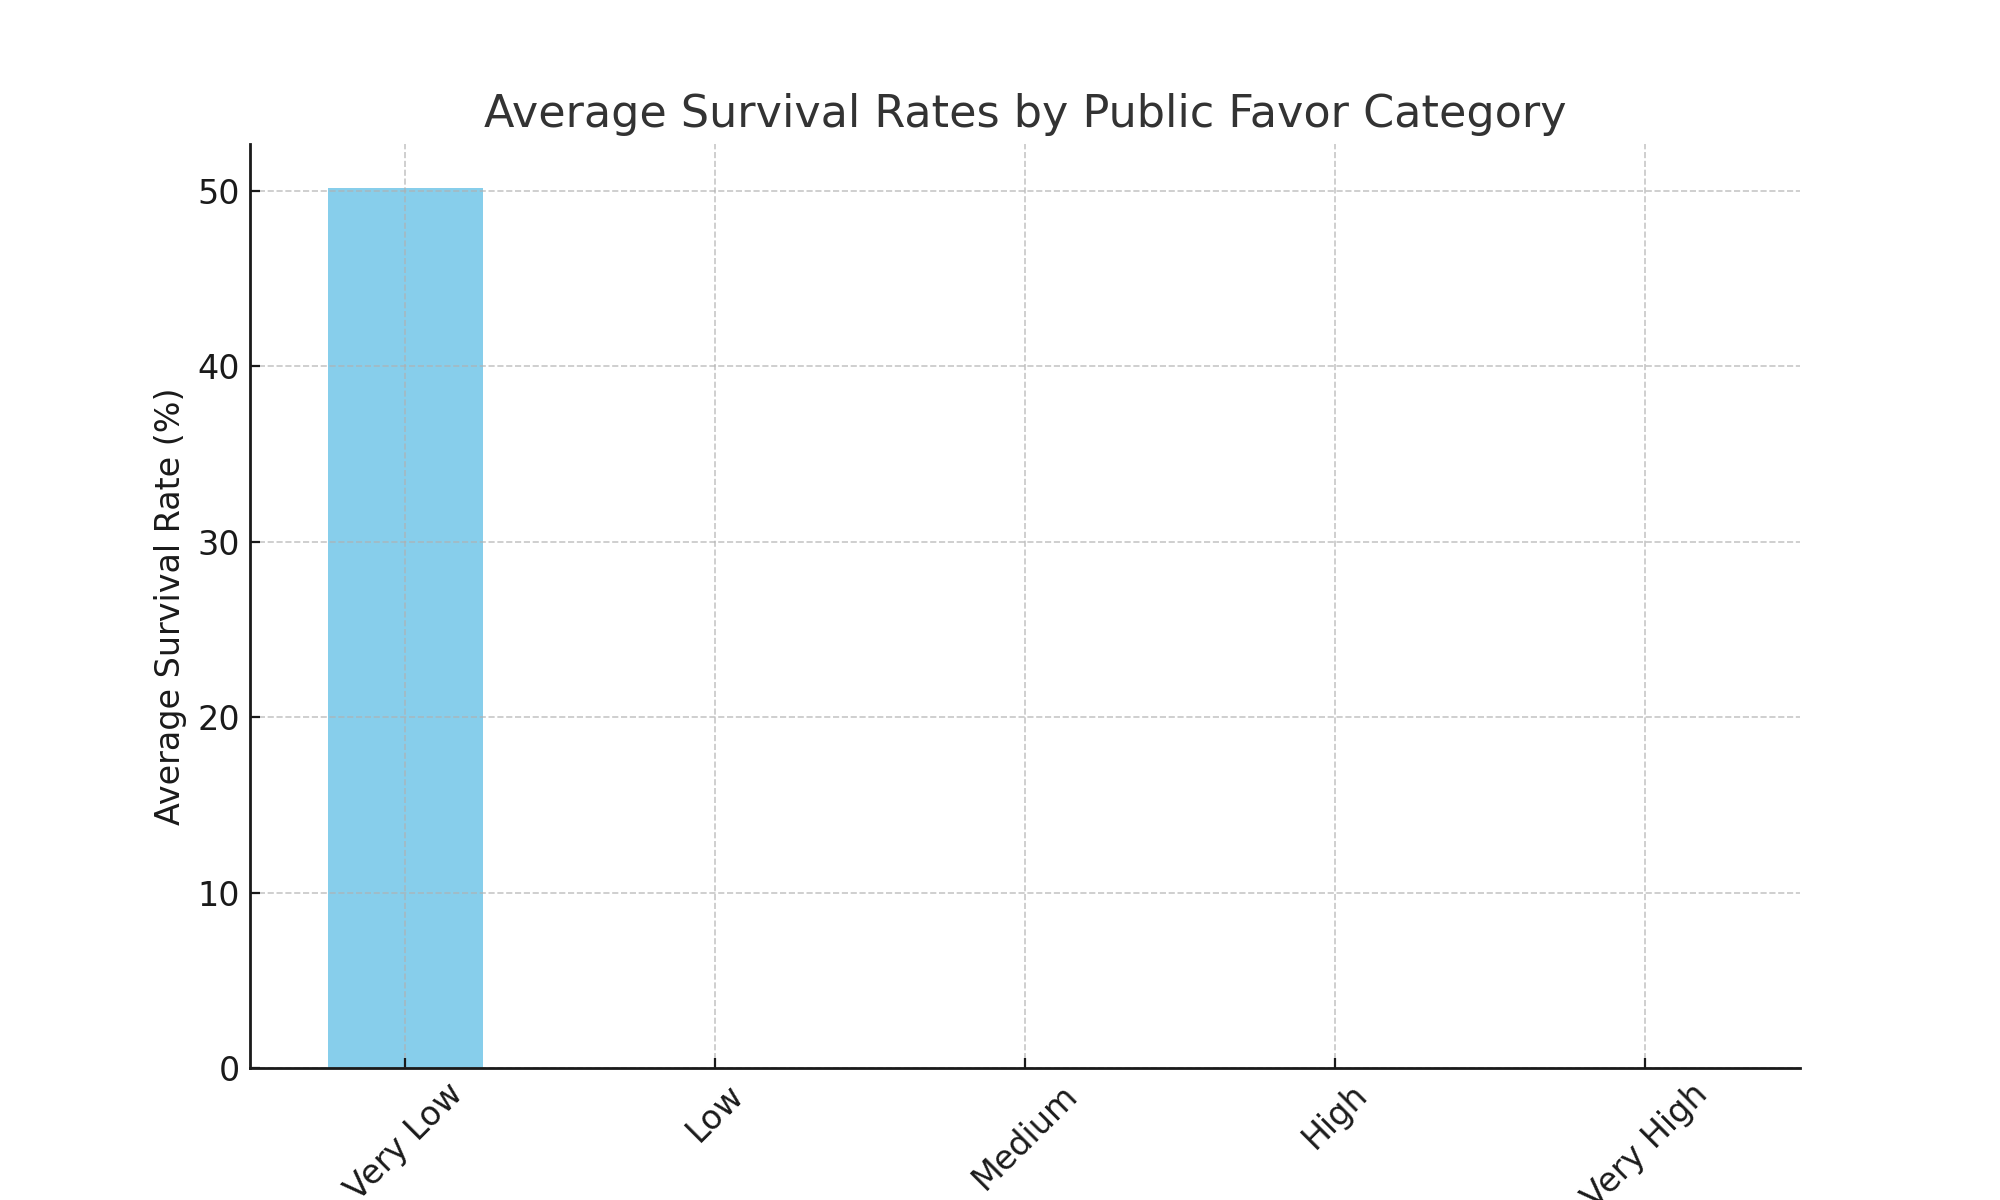 Average Survival Rates by Public Favor Category
Average Survival Rate (%)
50
40
30
20
10
0
Very Low
Low
Medium
High
Very High